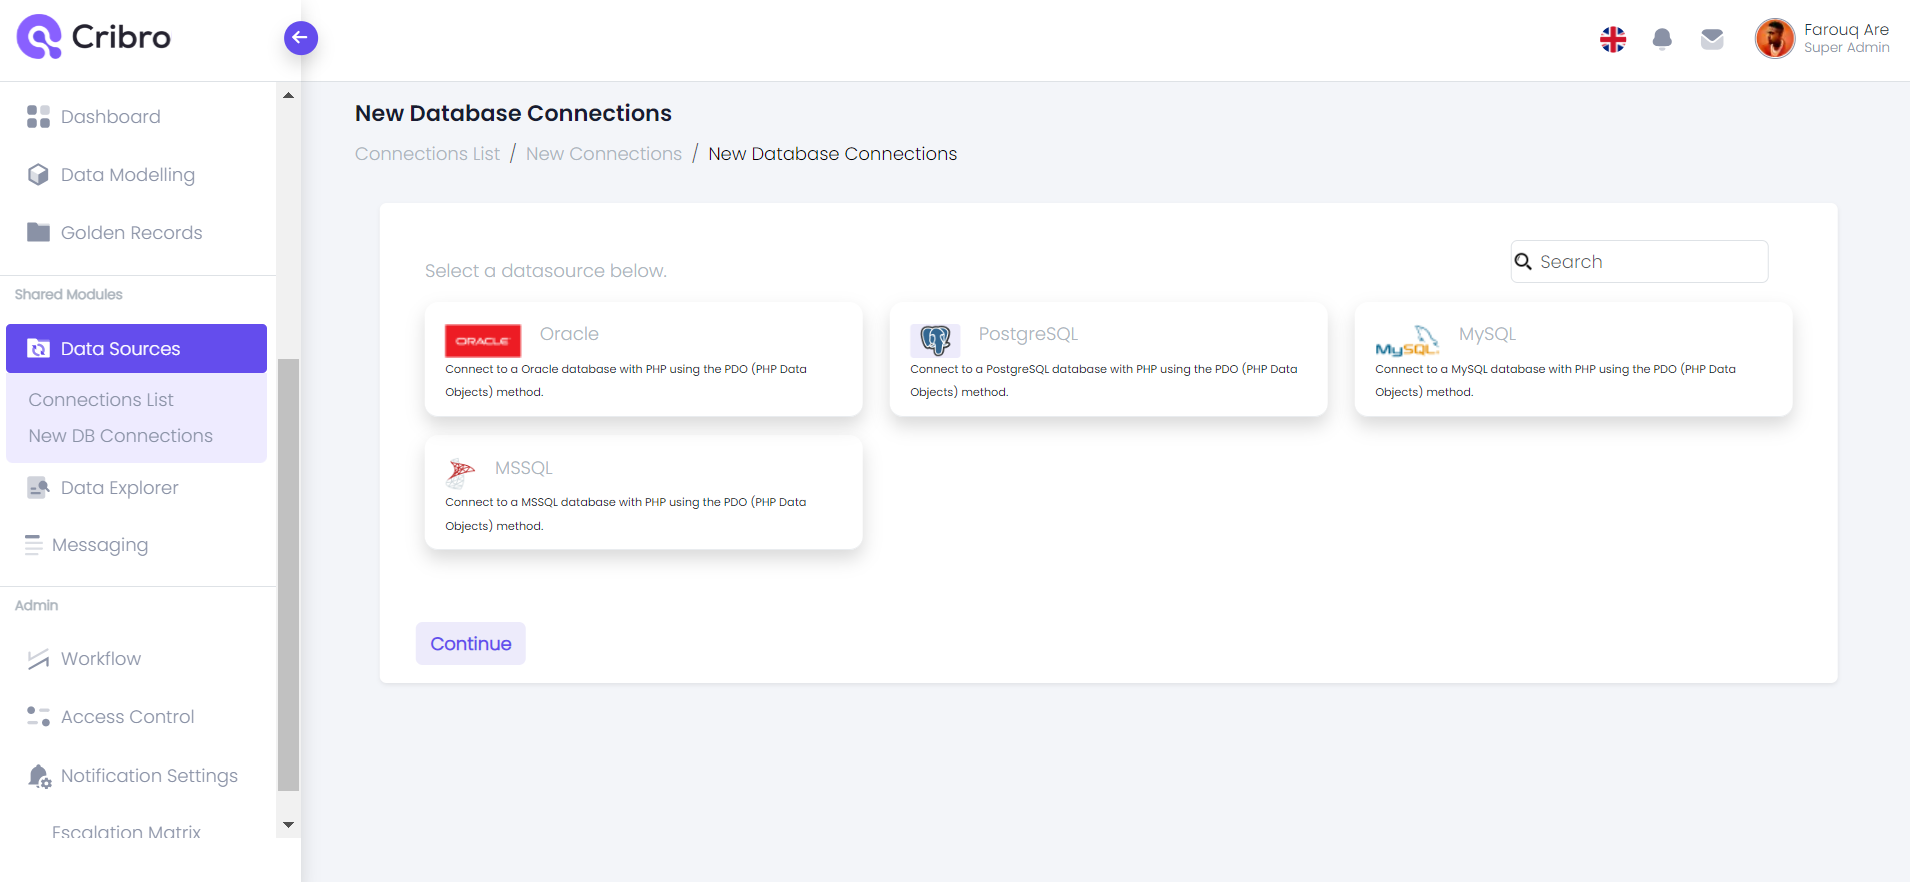 Cribro
Farouq Are
Super Admin
Dashboard
Data Modelling
Golden Records
Shared Modules
Data Sources
Connections List
New DB Connections
Data Explorer
Messaging
Admin
Workflow
Access Control
Notification Settings
Escalation Matrix
New Database Connections
Connections List / New Connections / New Database Connections
Select a datasource below.
Search
ORACLE
Oracle
Connect to a Oracle database with PHP using the PDO (PHP Data
Objects) method.
PostgreSQL
Connect to a PostgreSQL database with PHP using the PDO (PHP Data
Objects) method.
MySQL
MySQL
Connect to a MySQL database with PHP using the PDO (PHP Data
Objects) method.
MSSQL
Connect to a MSSQL database with PHP using the PDO (PHP Data
Objects) method.
Continue